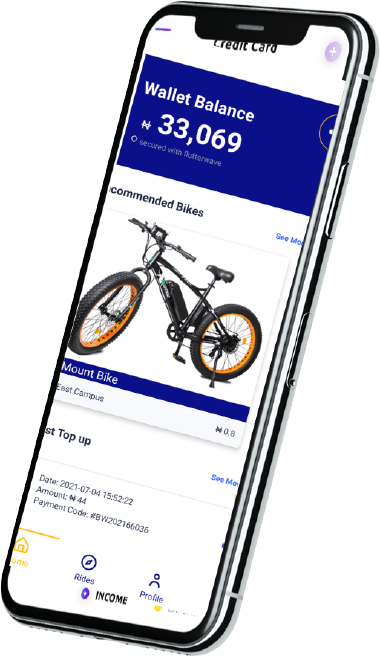 Credit Card
Wallet Balance
₦ 33,069
secured with flutterwave
commended Bikes
See Mor
Mount Bike
East Campus
₦ 0.8
st Top up
See Mo
Date: 2021-07-04 15:52:22
Amount: ₦ 44
Payment Code: #BW202166036
ome
Rides
Profile
INCOME